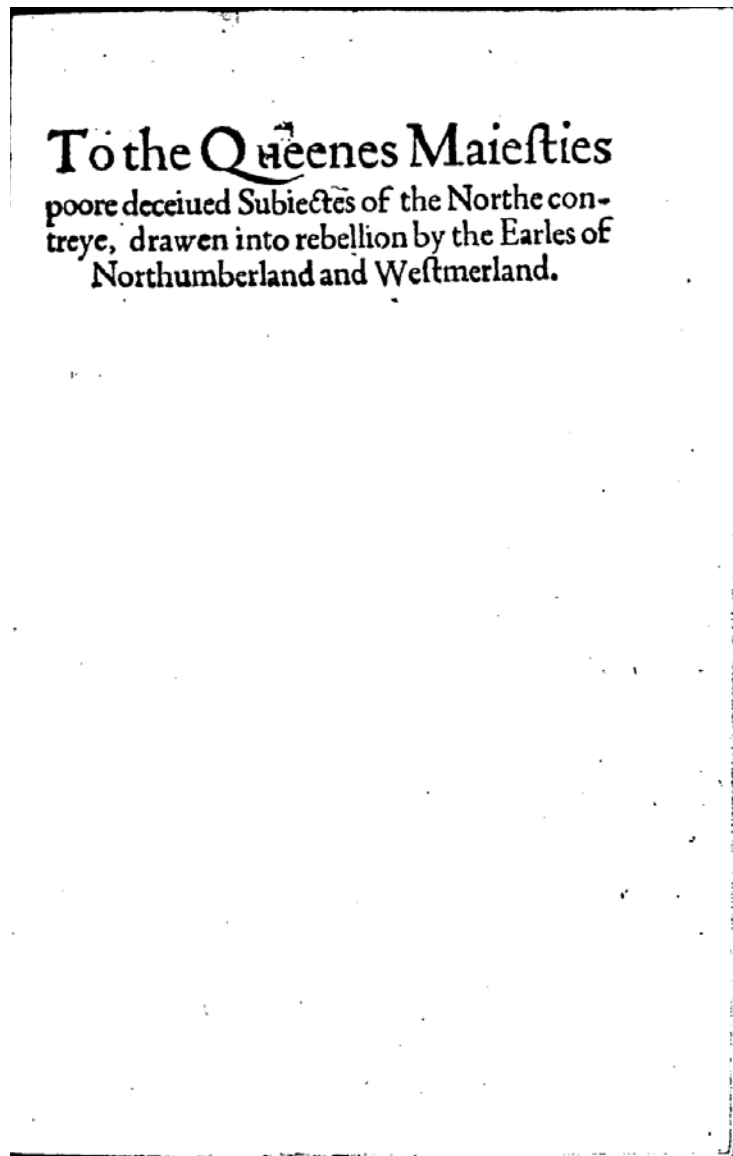 To the Queenes Maieſties
poore deceiued Subiectes of the Northe con-
treye, drawen into rebellion by the Earles of
Northumberland and Weſtmerland.